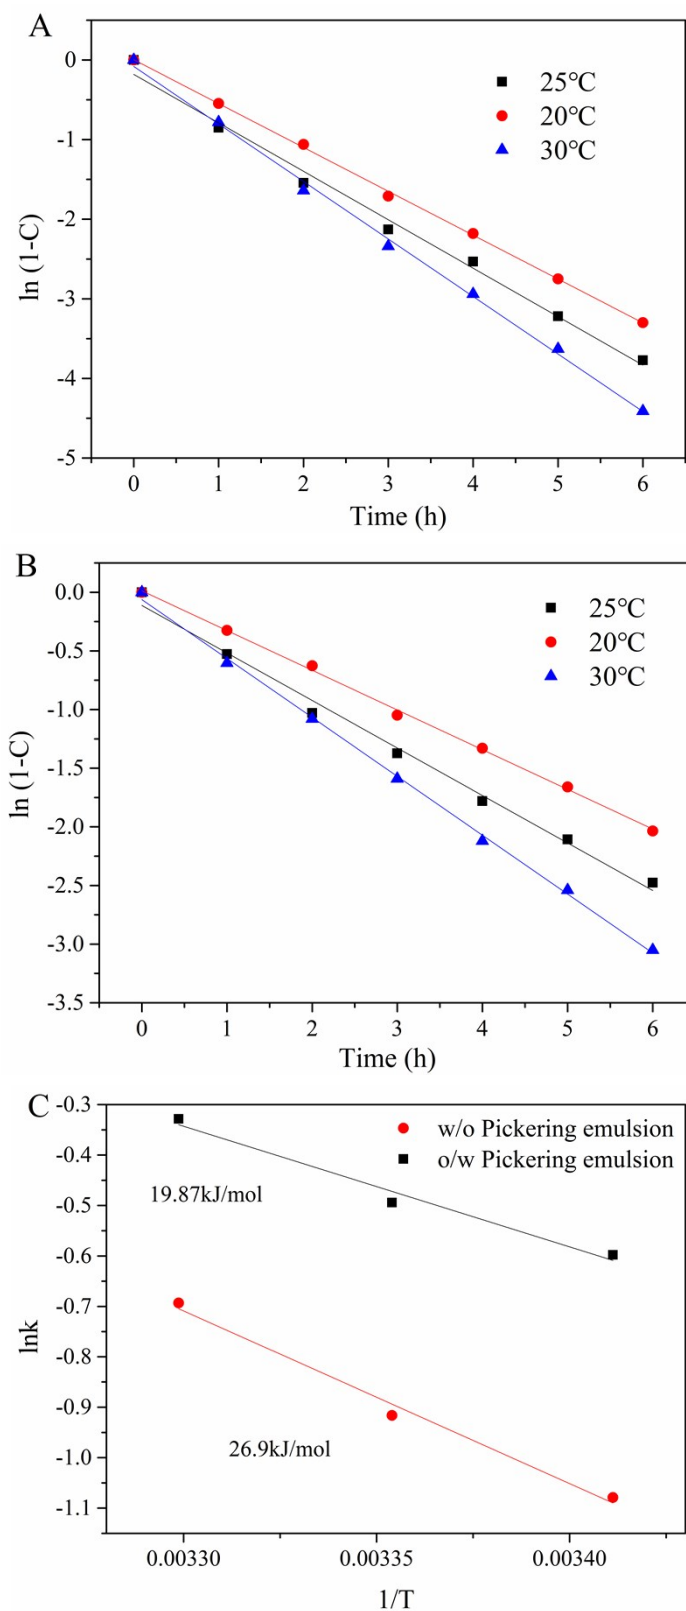 A
0
-1
-2
-3
-4
-5
ln (1-C)
25℃
20℃
30℃
0 1 2 3 4 5 6
Time (h)
B
0.0
-0.5
-1.0
-1.5
-2.0
-2.5
-3.0
-3.5
ln (1-C)
25℃
20℃
30℃
0 1 2 3 4 5 6
Time (h)
C
-0.3
-0.4
-0.5
-0.6
-0.7
-0.8
-0.9
-1.0
-1.1
lnk
w/o Pickering emulsion
o/w Pickering emulsion
19.87kJ/mol
26.9kJ/mol
0.00330 0.00335 0.00340
1/T